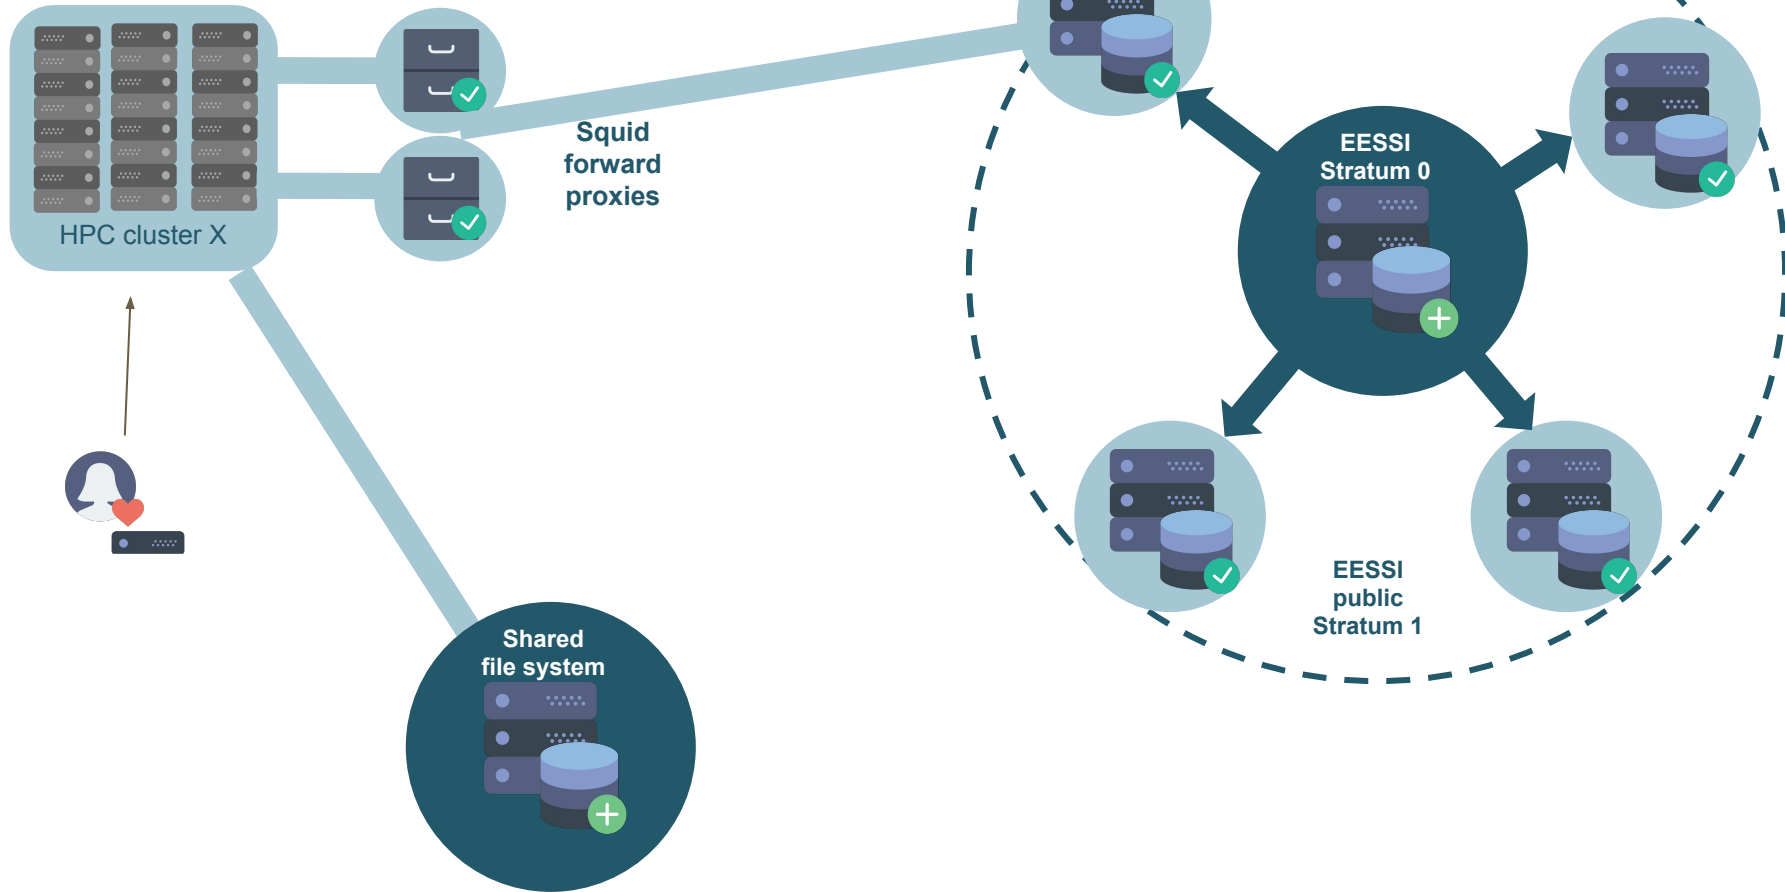 HPC cluster X
Squid
forward
proxies
EESSI
Stratum 0
EESSI
public
Stratum 1
Shared
file system